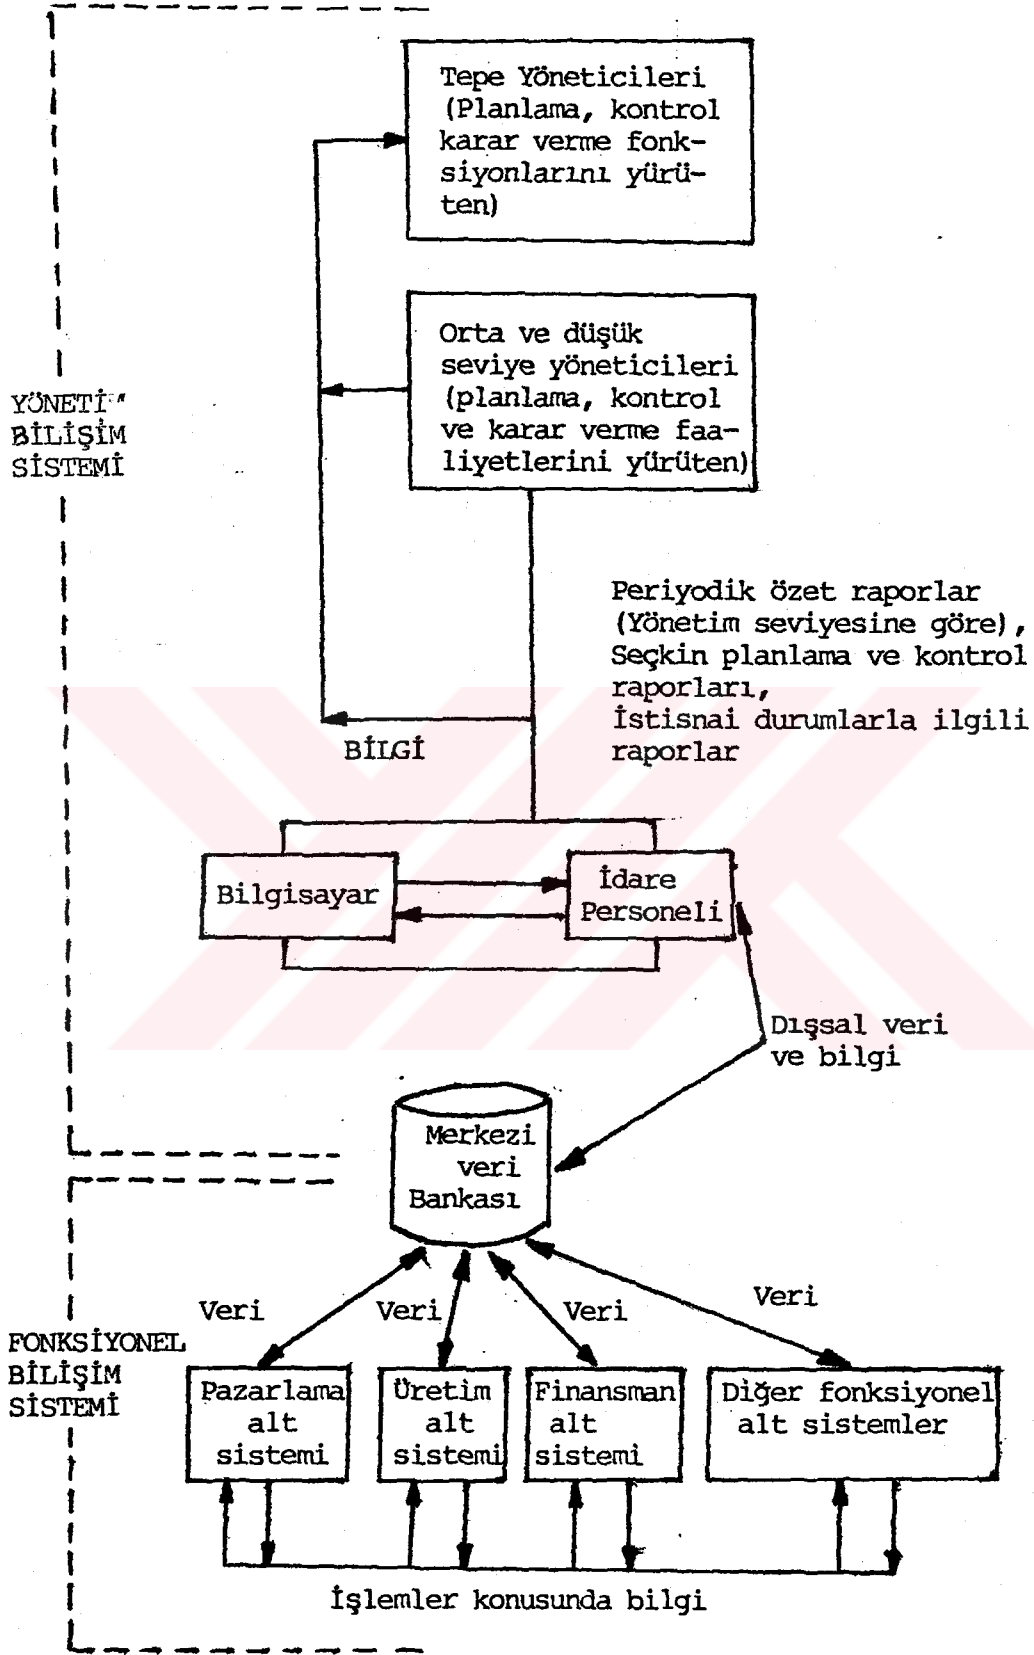 Tepe Yöneticileri
(Planlama, kontrol
karar verme fonk-
siyonlarını yürü-
ten)
Orta ve düşük
seviye yöneticileri
(planlama, kontrol
ve karar verme faa-
liyetlerini yürüten)
YÖNETİ
BİLİŞİM
SİSTEMİ
Periyodik özet raporlar
(Yönetim seviyesine göre),
Seçkin planlama ve kontrol
raporları,
İstisnai durumlarla ilgili
raporlar
BİLGİ
Bilgisayar
İdare
Personeli
Dışsal veri
ve bilgi
Merkezi
veri
Bankası
Veri
Veri
Veri
Veri
FONKSİYONEL
BİLİŞİM
SİSTEMİ
Pazarlama
alt
sistemi
Üretim
alt
sistemi
Finansman
alt
sistemi
Diğer fonksiyonel
alt sistemler
İşlemler konusunda bilgi